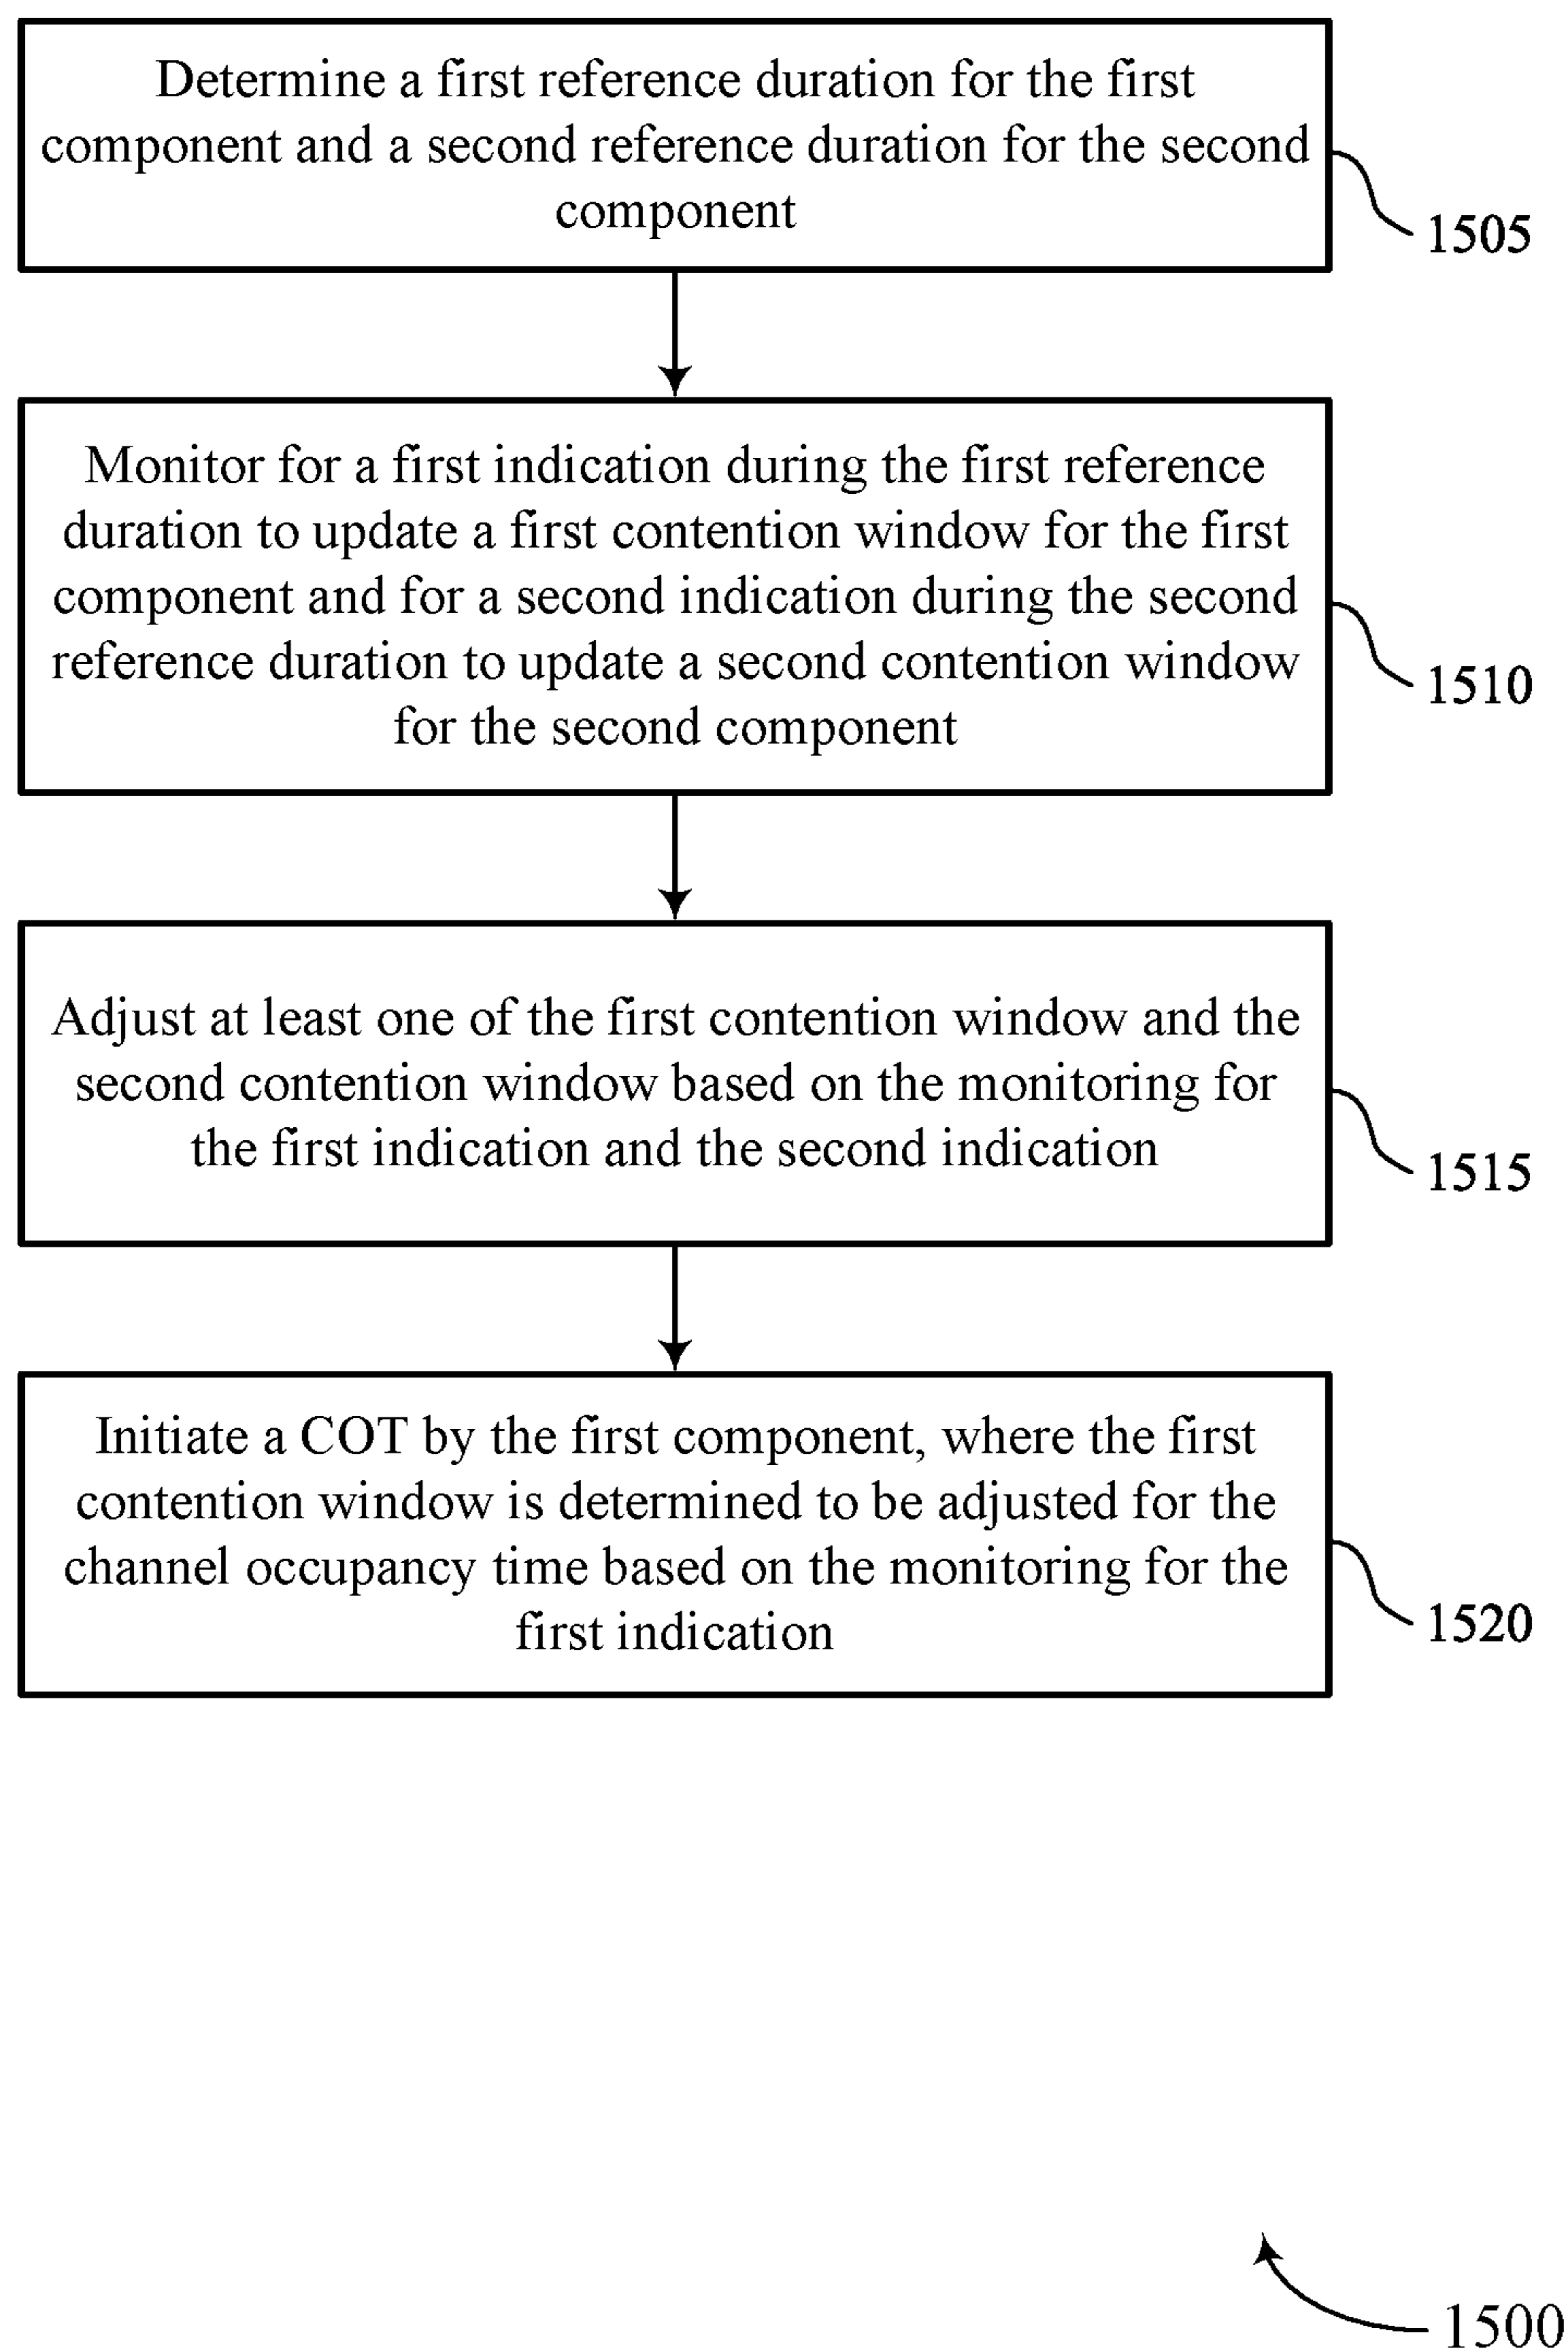 Determine a first reference duration for the first
component and a second reference duration for the second
component
1505
Monitor for a first indication during the first reference
duration to update a first contention window for the first
component and for a second indication during the second
reference duration to update a second contention window
for the second component
1510
Adjust at least one of the first contention window and the
second contention window based on the monitoring for
the first indication and the second indication
1515
Initiate a COT by the first component, where the first
contention window is determined to be adjusted for the
channel occupancy time based on the monitoring for the
first indication
1520
1500